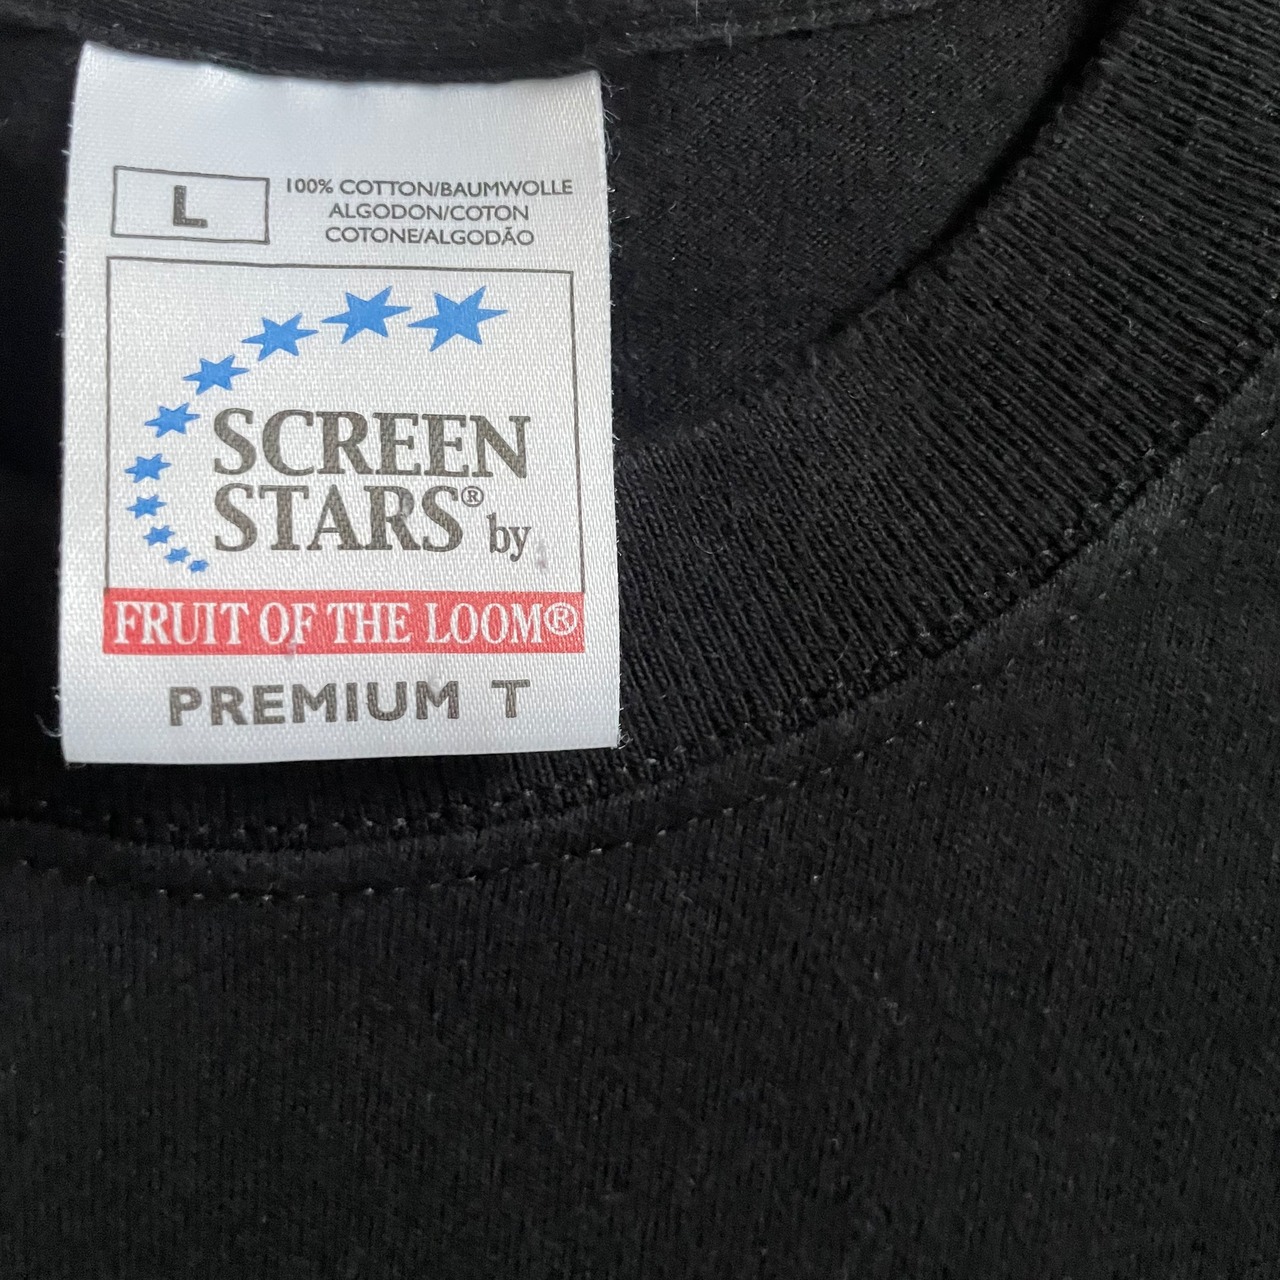 L
100% COTTON/BAUMWOLLE
ALGODON/COTON
COTONE/ALGODÃO
SCREEN
STARS® by
FRUIT OF THE LOOM®
PREMIUM T